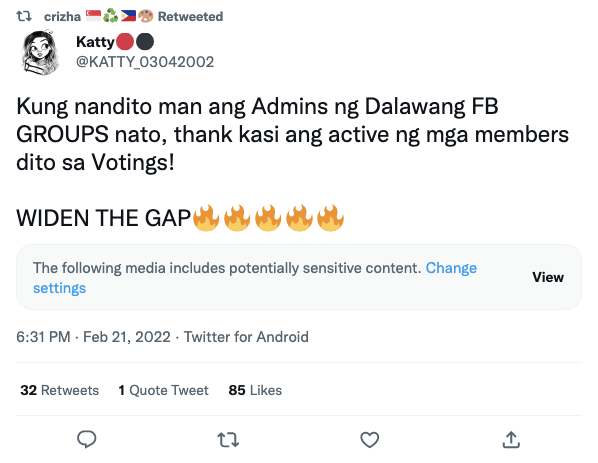 crizha 🇸🇬♻️🇵🇭🎨 Retweeted
Katty🔴⚫
@KATTY_03042002
Kung nandito man ang Admins ng Dalawang FB
GROUPS nato, thank kasi ang active ng mga members
dito sa Votings!
WIDEN THE GAP🔥🔥🔥🔥🔥
The following media includes potentially sensitive content. Change
settings
View
6:31 PM · Feb 21, 2022 · Twitter for Android
32 Retweets 1 Quote Tweet 85 Likes